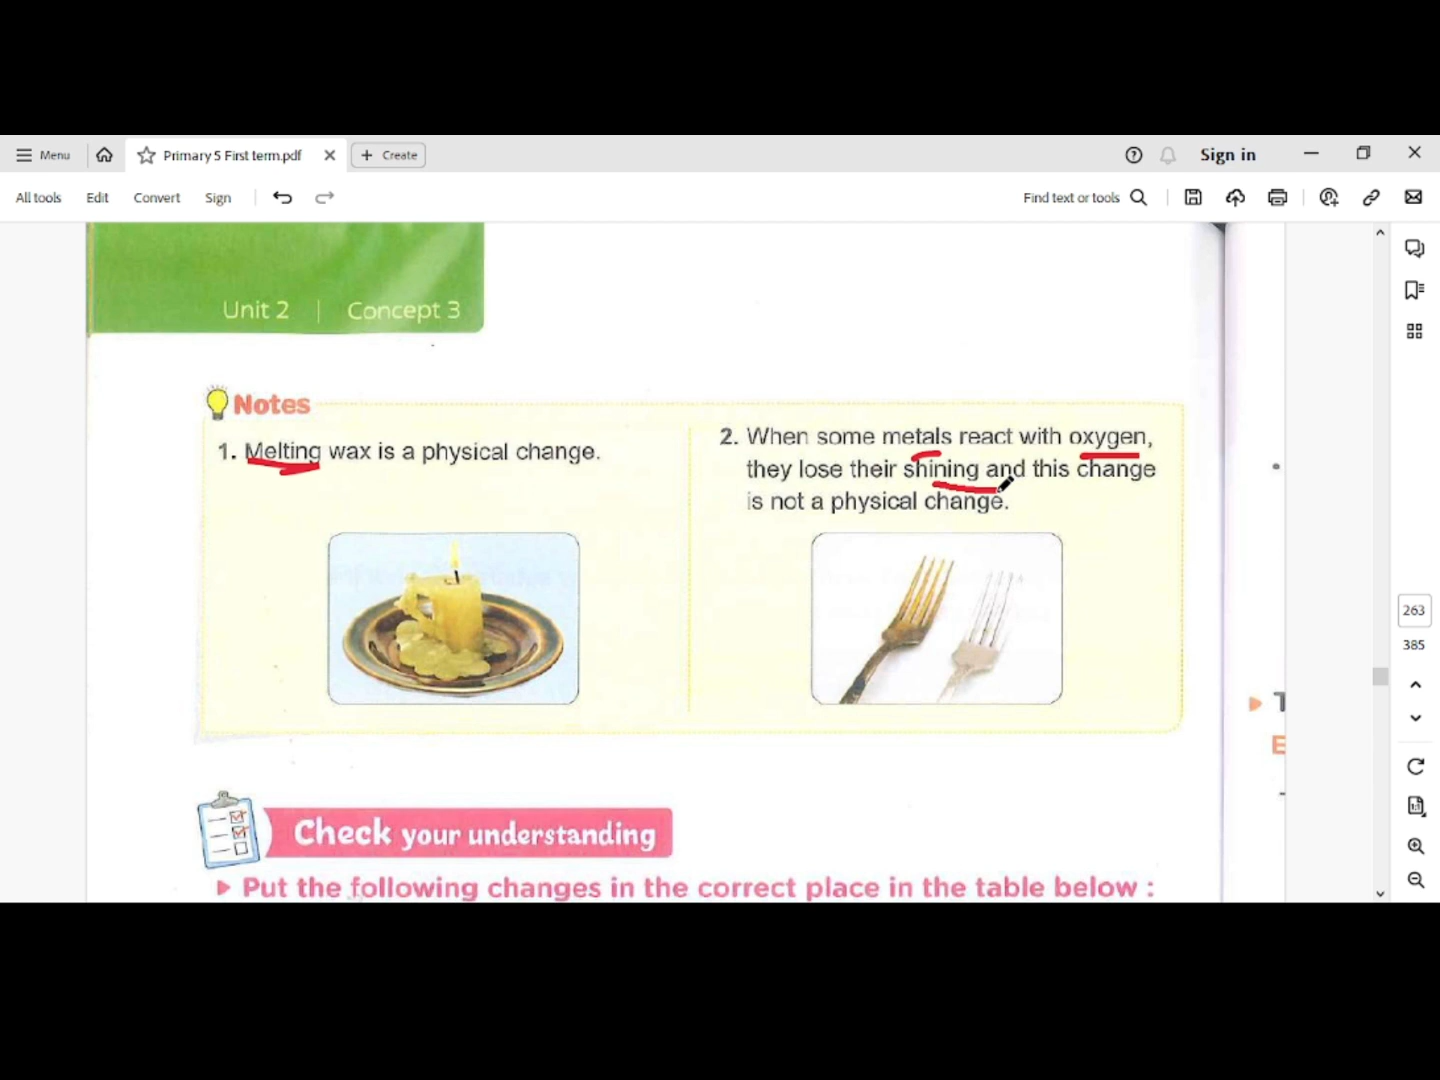 Menu
Primary 5 First term.pdf
Create
Sign in
All tools
Edit
Convert
Sign
Find text or tools
Unit 2 | Concept 3
Notes
1. Melting wax is a physical change.
2. When some metals react with oxygen,
they lose their shining and this change
is not a physical change.
263
385
Check your understanding
Put the following changes in the correct place in the table below :